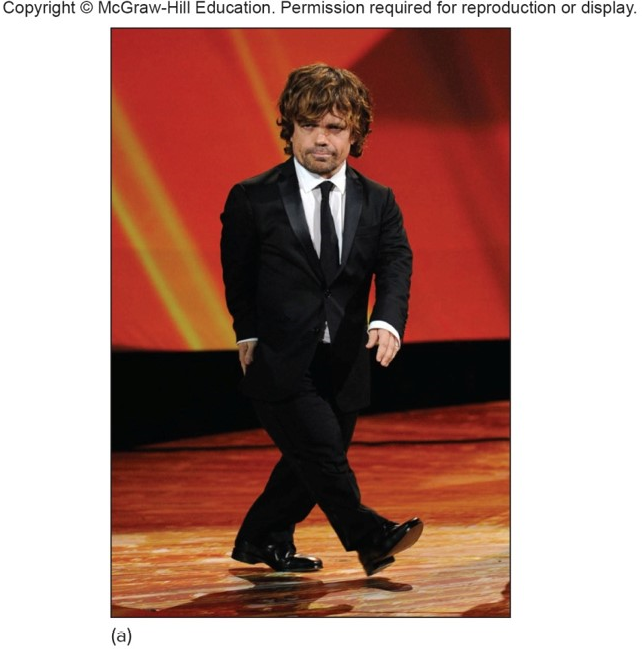 Copyright © McGraw-Hill Education. Permission required for reproduction or display.
(a)